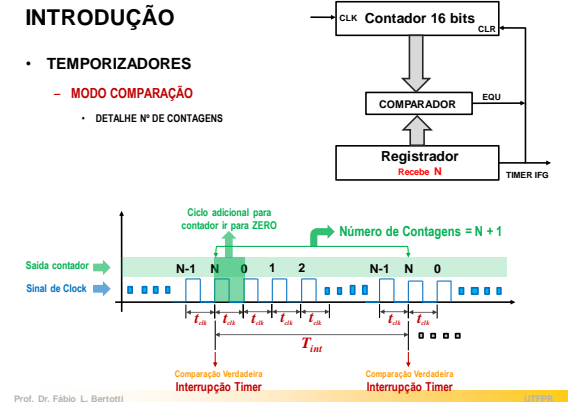 INTRODUÇÃO
• TEMPORIZADORES
– MODO COMPARAÇÃO
• DETALHE Nº DE CONTAGENS
CLK Contador 16 bits
CLR
COMPARADOR
EQU
Registrador
Recebe N
TIMER IFG
Ciclo adicional para
contador ir para ZERO
Número de Contagens = N + 1
Saída contador
N-1 N 0 1 2 N-1 N 0
Sinal de Clock
tclk tclk tclk tclk tclk tclk tclk
Tint
Comparação Verdadeira
Interrupção Timer
Comparação Verdadeira
Interrupção Timer
Prof. Dr. Fábio L. Bertotti
UTFPR